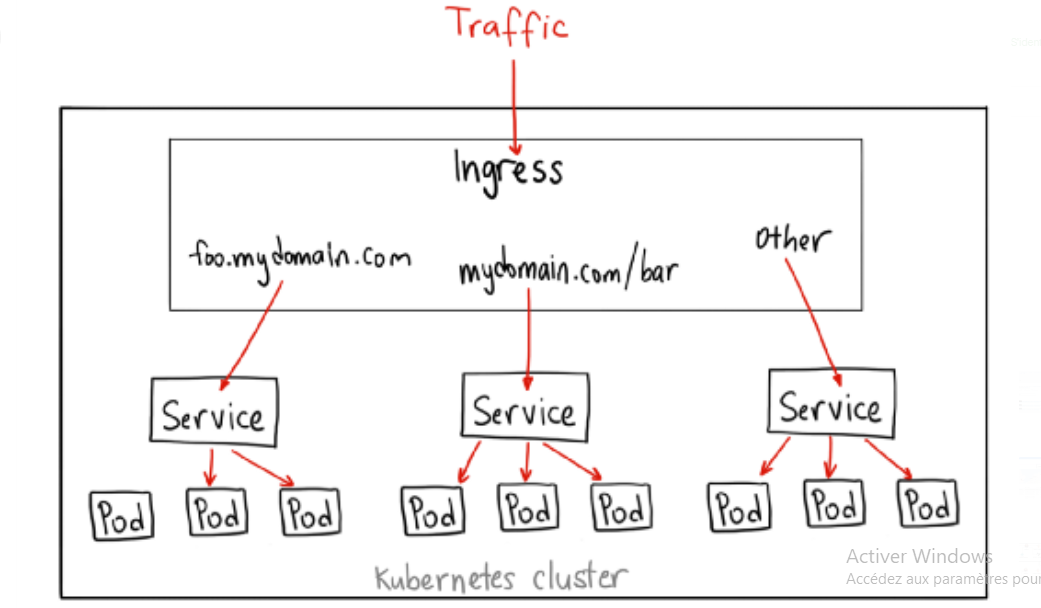 Traffic
Ingress
foo.mydomain.com
mydomain.com/bar
other
Service
Service
Service
Pod
Pod
Pod
Pod
Pod
Pod
Pod
Pod
Pod
Kubernetes cluster
Activer Windows
Accédez aux paramètres pour